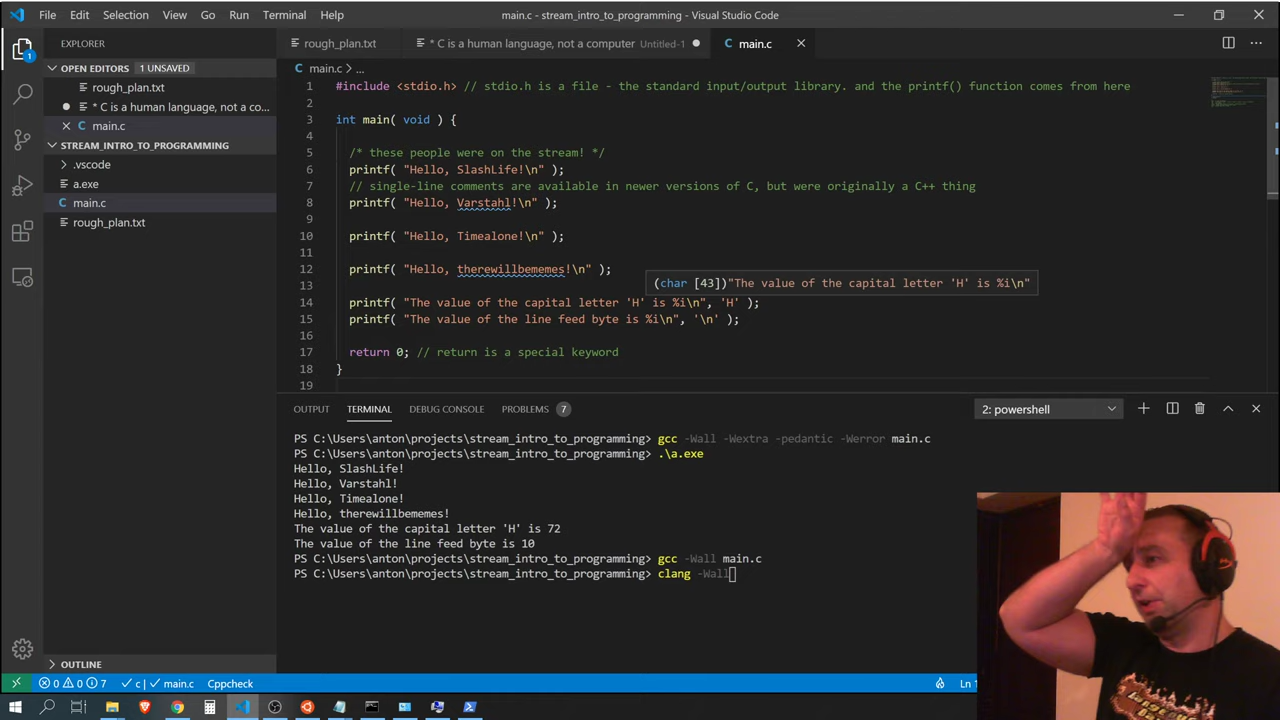 File Edit Selection View Go Run Terminal Help main.c - stream_intro_to_programming - Visual Studio Code
EXPLORER
OPEN EDITORS 1 UNSAVED
rough_plan.txt
* C is a human language, not a co...
main.c
STREAM_INTRO_TO_PROGRAMMING
.vscode
a.exe
main.c
rough_plan.txt
OUTLINE
1
rough_plan.txt * C is a human language, not a computer Untitled-1 main.c
main.c > ...
1 #include <stdio.h> // stdio.h is a file - the standard input/output library. and the printf() function comes from here
2
3 int main( void ) {
4
5 /* these people were on the stream! */
6 printf( "Hello, SlashLife!\n" );
7 // single-line comments are available in newer versions of C, but were originally a C++ thing
8 printf( "Hello, Varstahl!\n" );
9
10 printf( "Hello, Timealone!\n" );
11
12 printf( "Hello, therewillbememes!\n" );
13
(char [43])"The value of the capital letter 'H' is %i\n"
14 printf( "The value of the capital letter 'H' is %i\n", 'H' );
15 printf( "The value of the line feed byte is %i\n", '\n' );
16
17 return 0; // return is a special keyword
18 }
19
OUTPUT TERMINAL DEBUG CONSOLE PROBLEMS 7 2: powershell
PS C:\Users\anton\projects\stream_intro_to_programming> gcc -Wall -Wextra -pedantic -Werror main.c
PS C:\Users\anton\projects\stream_intro_to_programming> .\a.exe
Hello, SlashLife!
Hello, Varstahl!
Hello, Timealone!
Hello, therewillbememes!
The value of the capital letter 'H' is 72
The value of the line feed byte is 10
PS C:\Users\anton\projects\stream_intro_to_programming> gcc -Wall main.c
PS C:\Users\anton\projects\stream_intro_to_programming> clang -Wall
0 0 7 c main.c Cppcheck Ln 1